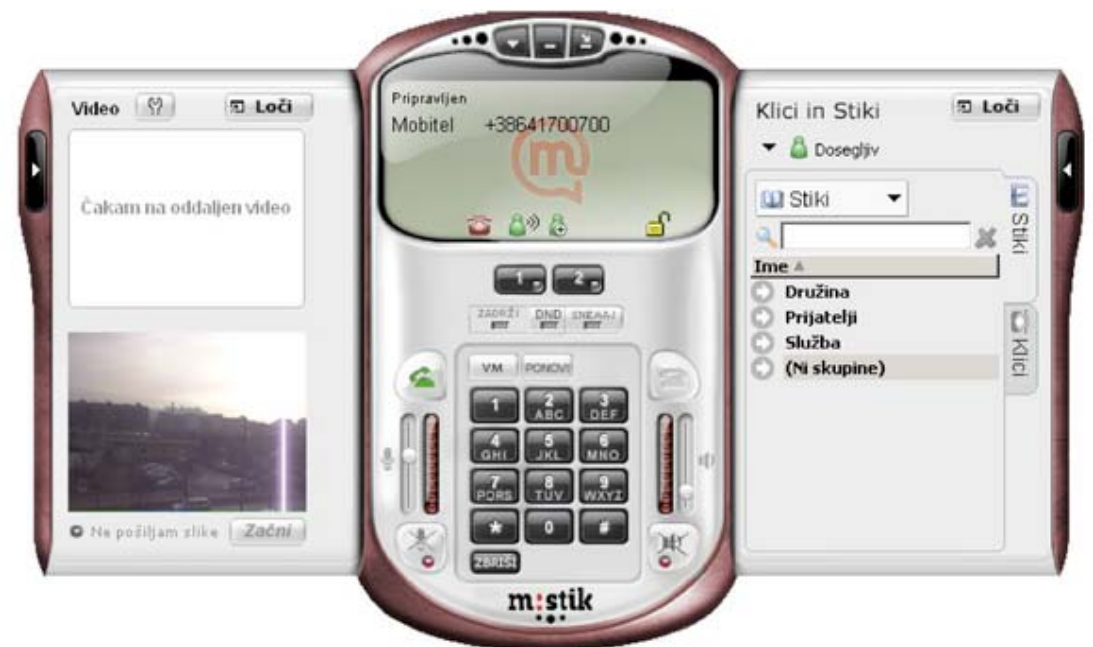 Video
Loči
Čakam na oddaljen video
Ne pošiljam slike Začni
Pripravljen
Mobitel +38641700700
m
1 2
ZADRŽI DND
VM PONOVI
1 2 ABC 3 DEF
4 GHI 5 JKL 6 MNO
7 PQRS 8 TUV 9 WXYZ
* 0 #
ZBRIŠI
m:stik
Klici in Stiki
Loči
Dosegljiv
Stiki
Ime
Družina
Prijatelji
Služba
(Ni skupine)
Stiki
Klici